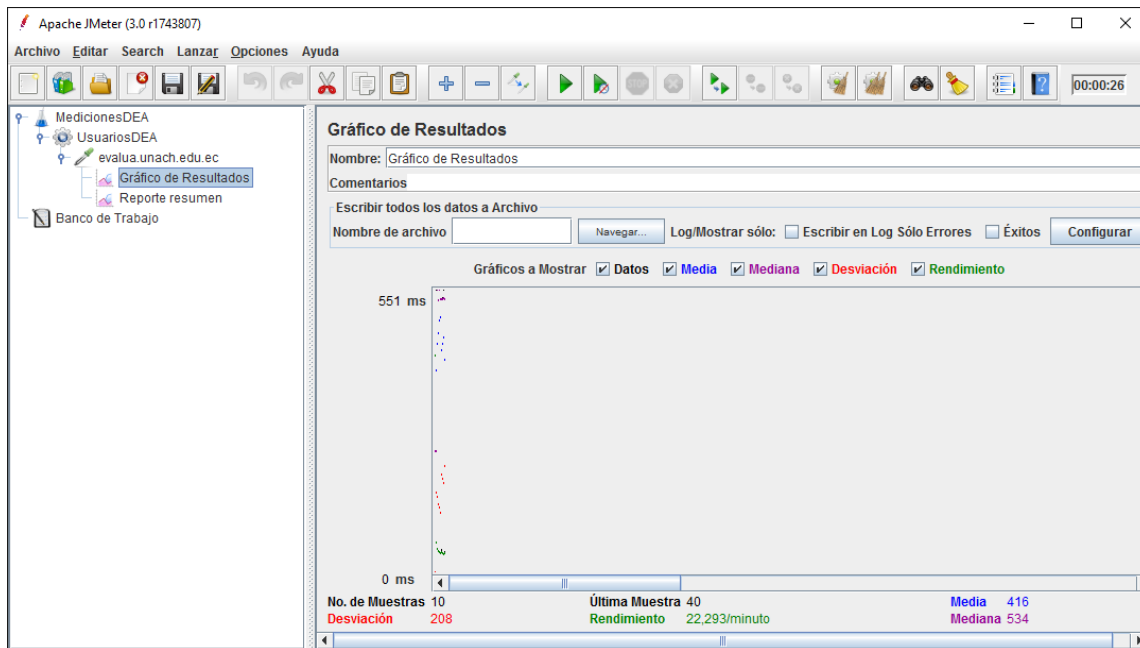 Apache JMeter (3.0 r1743807)
Archivo Editar Search Lanzar Opciones Ayuda
00:00:26
MedicionesDEA
UsuariosDEA
evalua.unach.edu.ec
Gráfico de Resultados
Reporte resumen
Banco de Trabajo
Gráfico de Resultados
Nombre: Gráfico de Resultados
Comentarios
Escribir todos los datos a Archivo
Nombre de archivo Navegar... Log/Mostrar sólo: Escribir en Log Sólo Errores Éxitos Configurar
Gráficos a Mostrar Datos Media Mediana Desviación Rendimiento
551 ms
0 ms
No. de Muestras 10 Última Muestra 40 Media 416
Desviación 208 Rendimiento 22,293/minuto Mediana 534